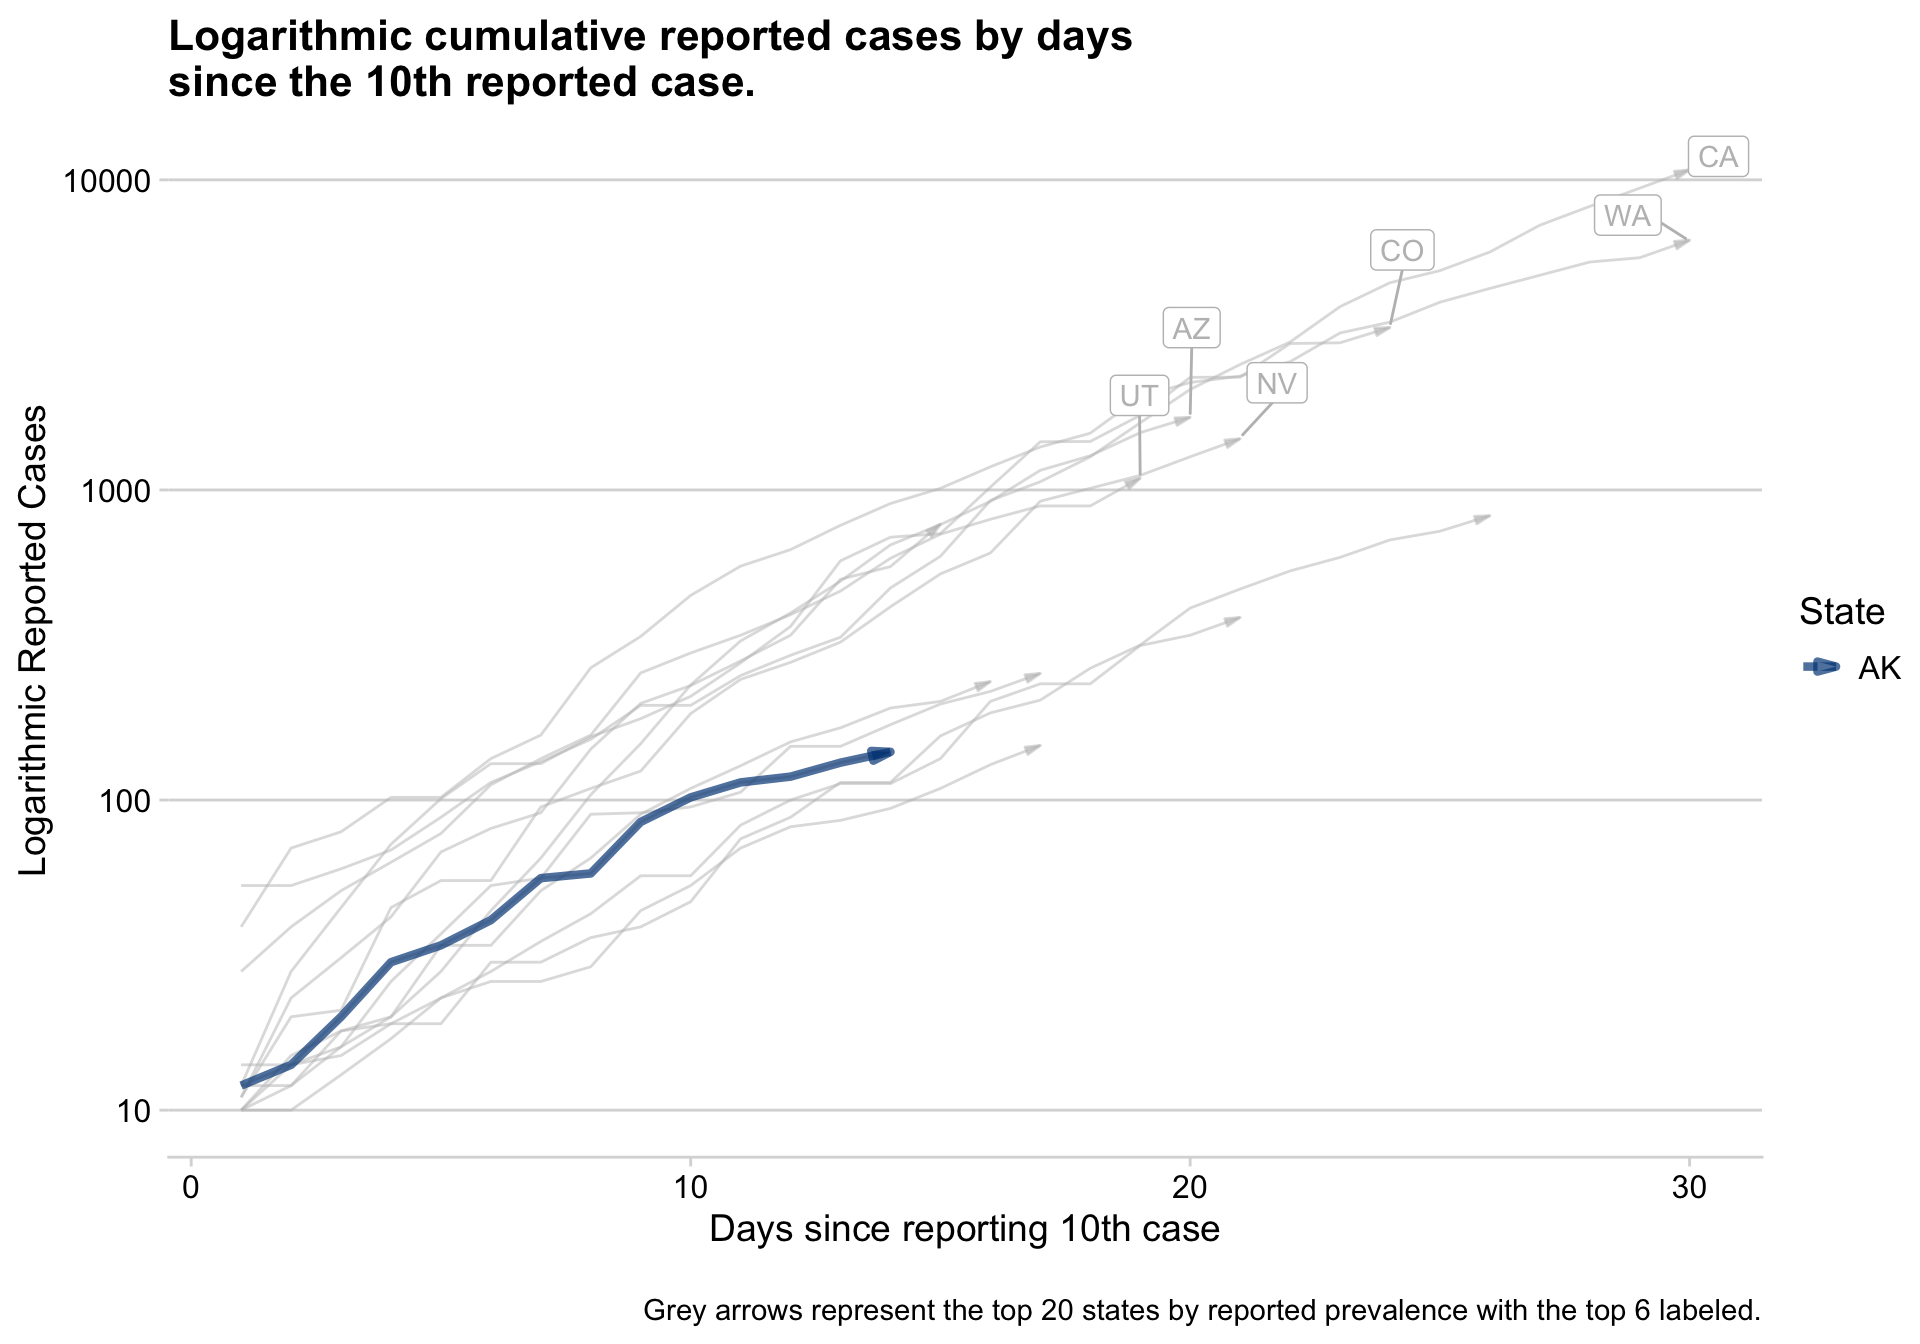 Logarithmic cumulative reported cases by days
since the 10th reported case.
10000
1000
100
10
Logarithmic Reported Cases
CA
WA
CO
AZ
NV
UT
State
AK
0
10
20
30
Days since reporting 10th case
Grey arrows represent the top 20 states by reported prevalence with the top 6 labeled.